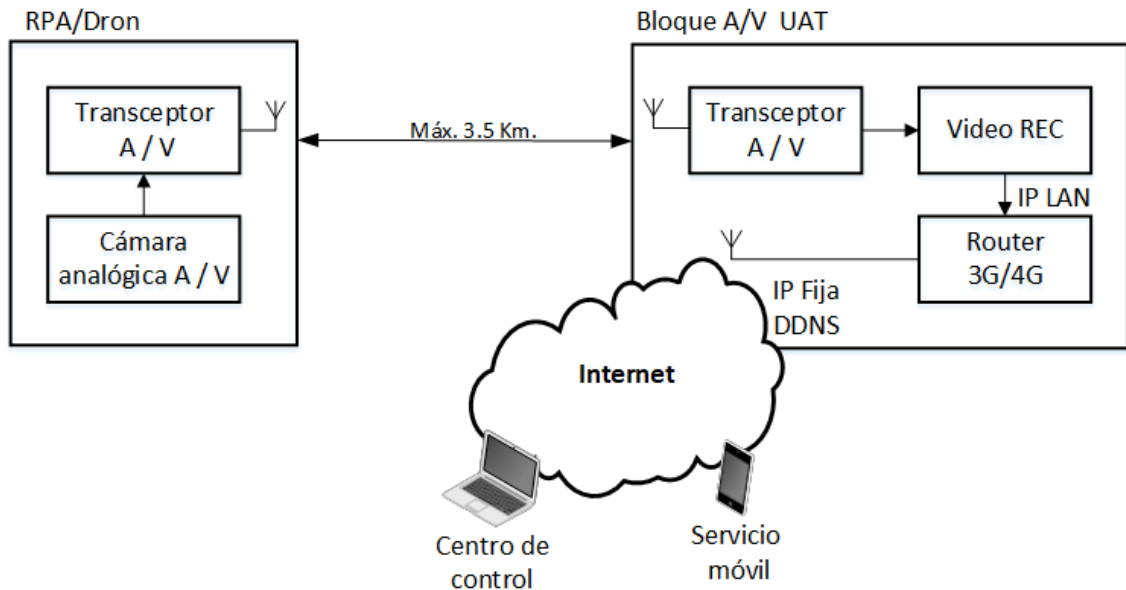 RPA/Dron
Bloque A/V UAT
Transceptor
A / V
Cámara
analógica A / V
Máx. 3.5 Km.
Transceptor
A / V
Video REC
IP LAN
Router
3G/4G
IP Fija
DDNS
Internet
Centro de
control
Servicio
móvil